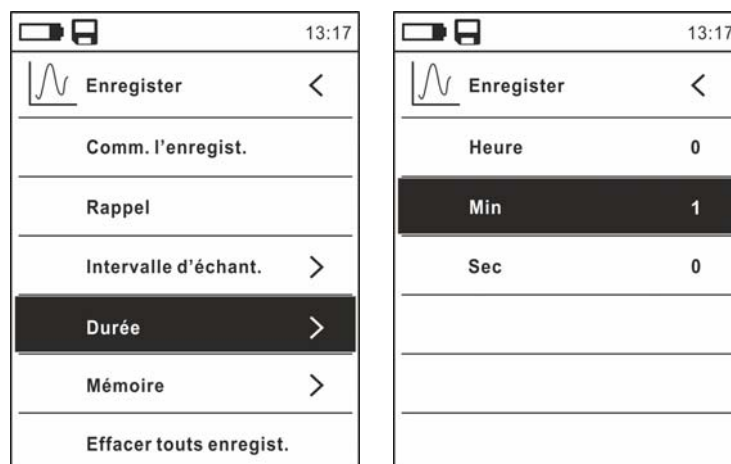 13:17
Enregister
Comm. l'enregist.
Rappel
Intervalle d'échant.
Durée
Mémoire
Effacer touts enregist.
13:17
Enregister
Heure 0
Min 1
Sec 0